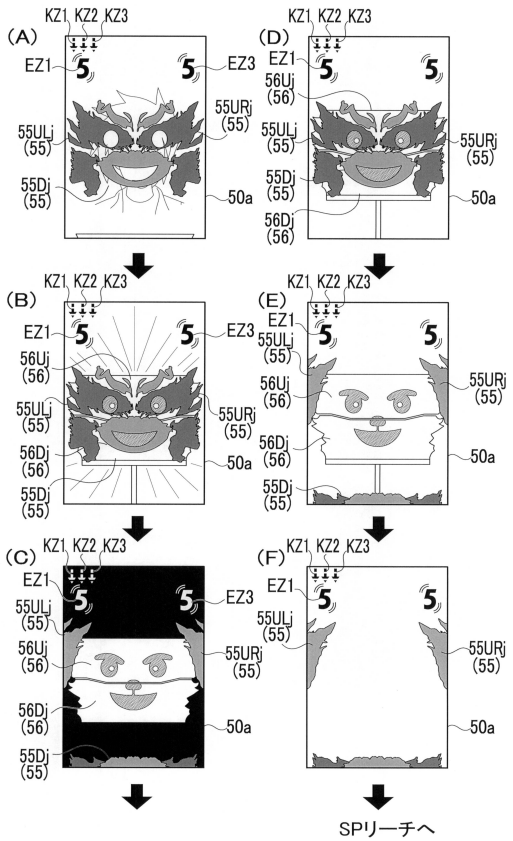 (A)
KZ1 KZ2 KZ3
EZ1
5
5
EZ3
55ULj
(55)
55URj
(55)
55Dj
(55)
50a
(B)
KZ1 KZ2 KZ3
EZ1
5
5
EZ3
56Uj
(56)
55ULj
(55)
55URj
(55)
56Dj
(56)
50a
55Dj
(55)
(C)
KZ1 KZ2 KZ3
EZ1
5
5
EZ3
55ULj
(55)
56Uj
(56)
55URj
(55)
56Dj
(56)
50a
55Dj
(55)
(D)
KZ1 KZ2 KZ3
EZ1
5
5
56Uj
(56)
55ULj
(55)
55URj
(55)
55Dj
(55)
50a
56Dj
(56)
(E)
KZ1 KZ2 KZ3
EZ1
5
5
55ULj
(55)
56Uj
(56)
55URj
(55)
56Dj
(56)
50a
55Dj
(55)
(F)
KZ1 KZ2 KZ3
EZ1
5
5
55ULj
(55)
55URj
(55)
50a
SPリーチへ